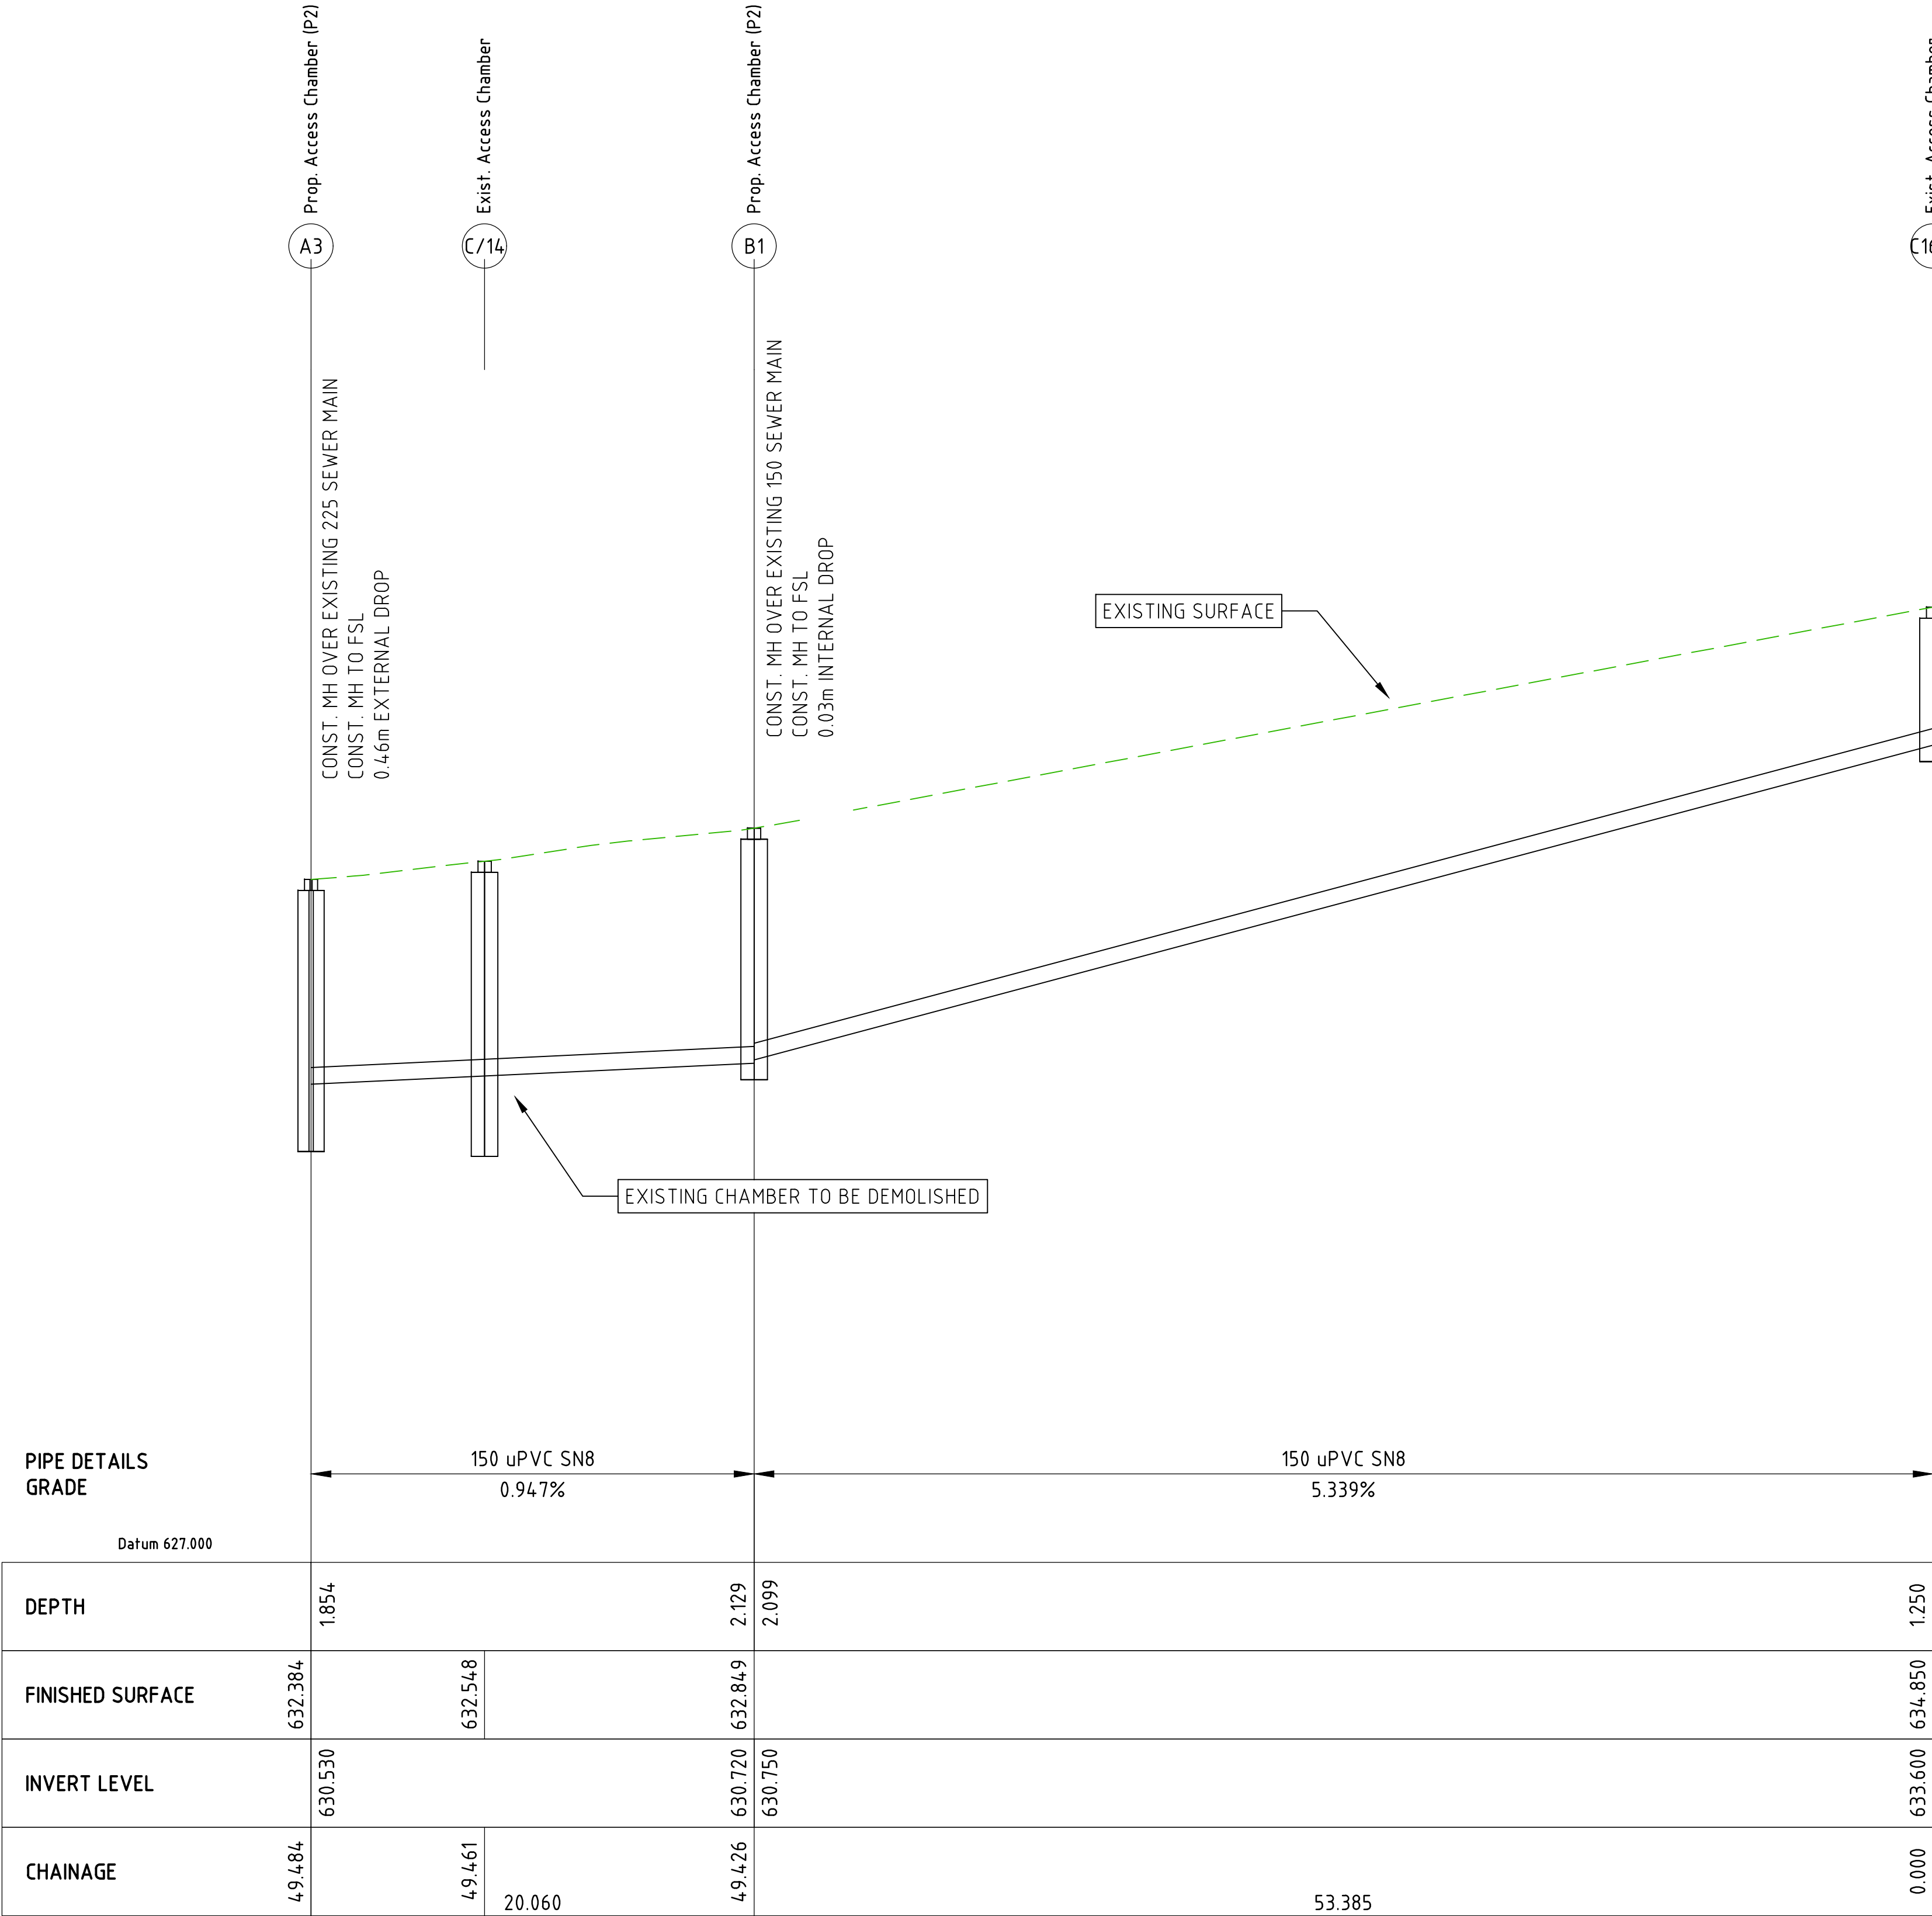 Prop. Access Chamber (P2)
Exist. Access Chamber
Prop. Access Chamber (P2)
Exist. Access Chamber
A3
C/14
B1
CONST. MH OVER EXISTING 225 SEWER MAIN
CONST. MH TO FSL
0.46m EXTERNAL DROP
CONST. MH OVER EXISTING 150 SEWER MAIN
CONST. MH TO FSL
0.03m INTERNAL DROP
EXISTING SURFACE
EXISTING CHAMBER TO BE DEMOLISHED
PIPE DETAILS
GRADE
150 uPVC SN8
0.947%
150 uPVC SN8
5.339%
Datum 627.000
DEPTH
1.854
2.129
2.099
1.250
FINISHED SURFACE
632.384
632.548
632.849
634.850
INVERT LEVEL
630.530
630.720
630.750
633.600
CHAINAGE
49.484
49.461
49.426
0.000
20.060
53.385